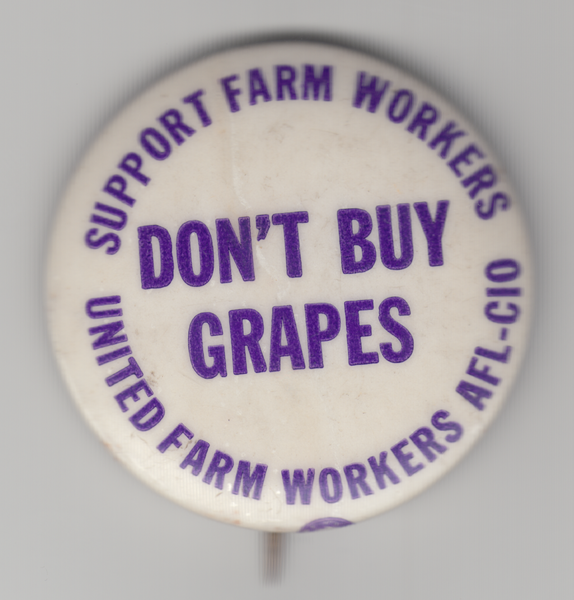 SUPPORT FARM WORKERS
DON'T BUY
GRAPES
UNITED FARM WORKERS AFL-CIO